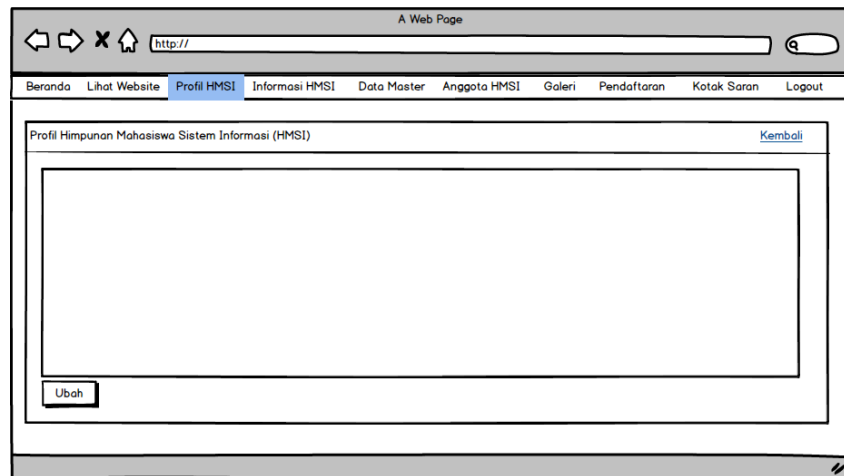 A Web Page
http://
Beranda Lihat Website Profil HMSI Informasi HMSI Data Master Anggota HMSI Galeri Pendaftaran Kotak Saran Logout
Profil Himpunan Mahasiswa Sistem Informasi (HMSI) Kembali
Ubah